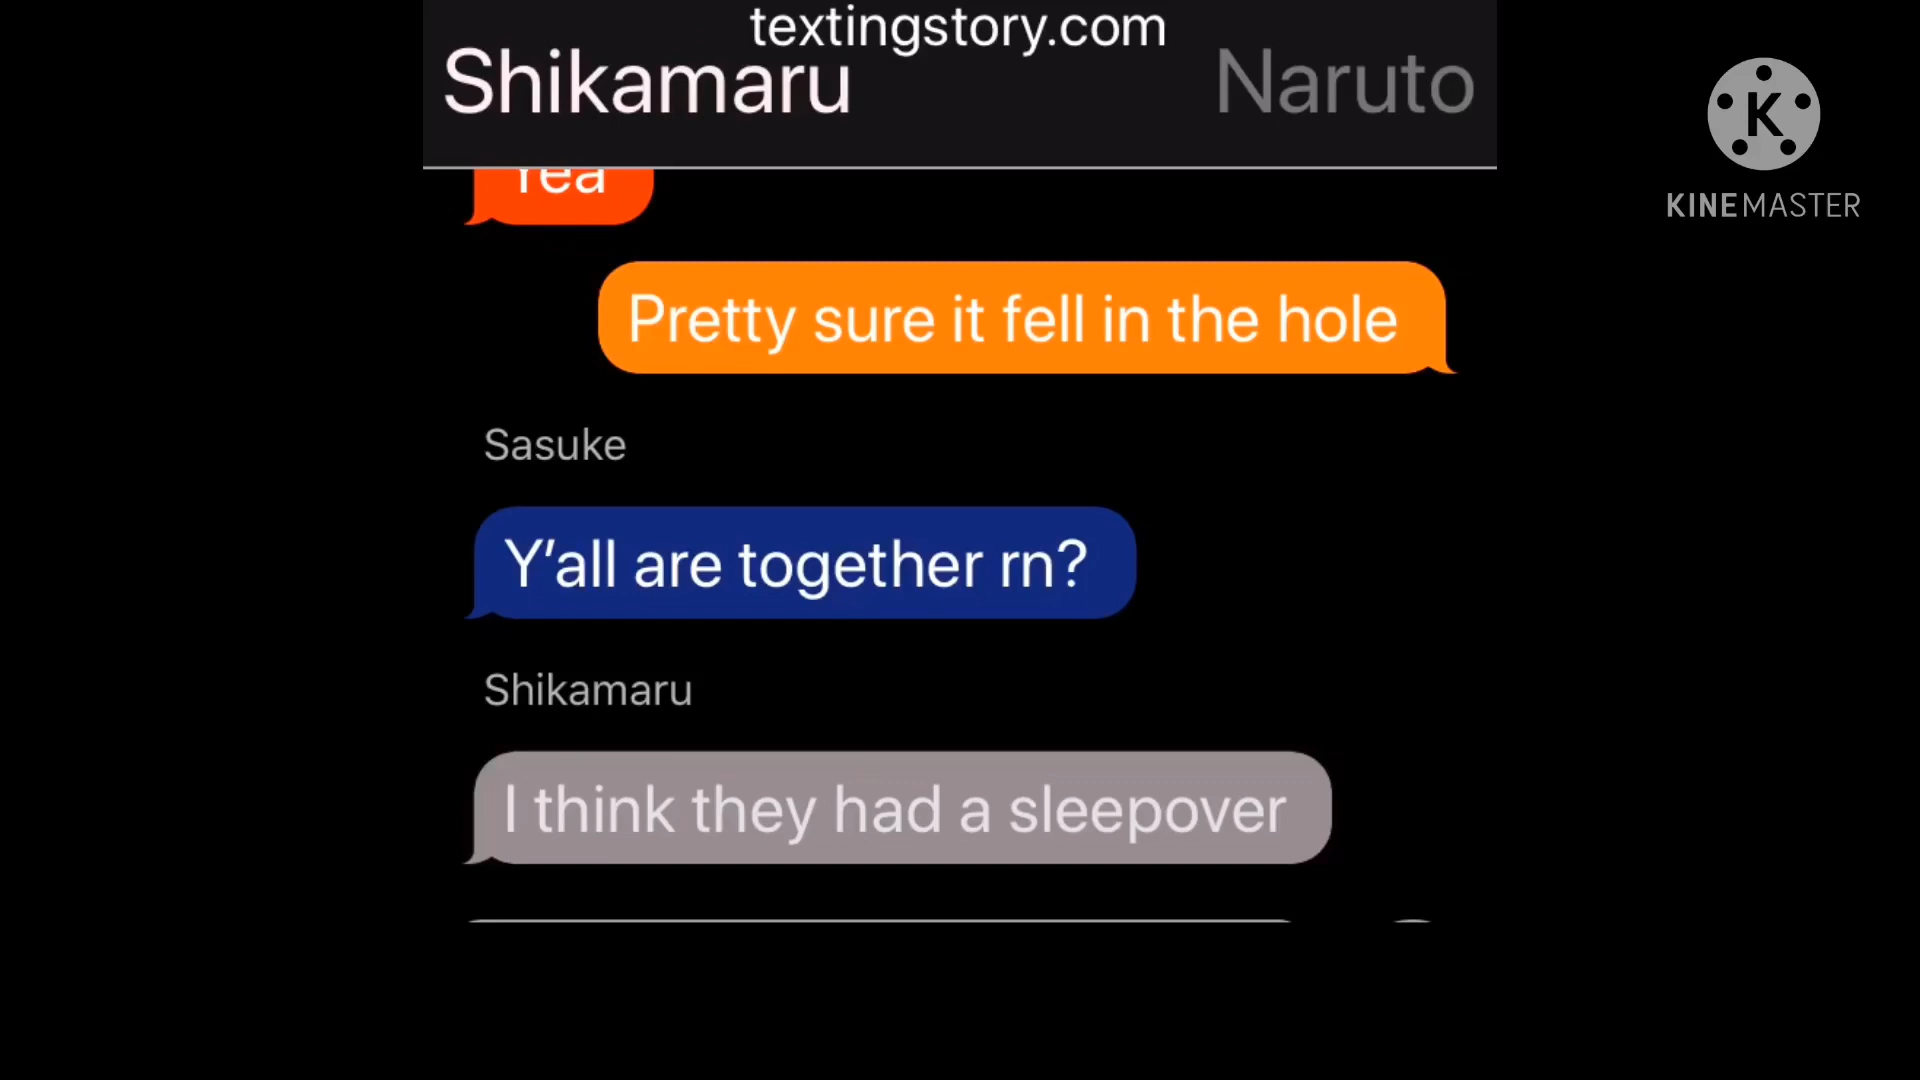 textingstory.com
Shikamaru Naruto
Yea
Pretty sure it fell in the hole
Sasuke
Y'all are together rn?
Shikamaru
I think they had a sleepover
K
KINEMASTER